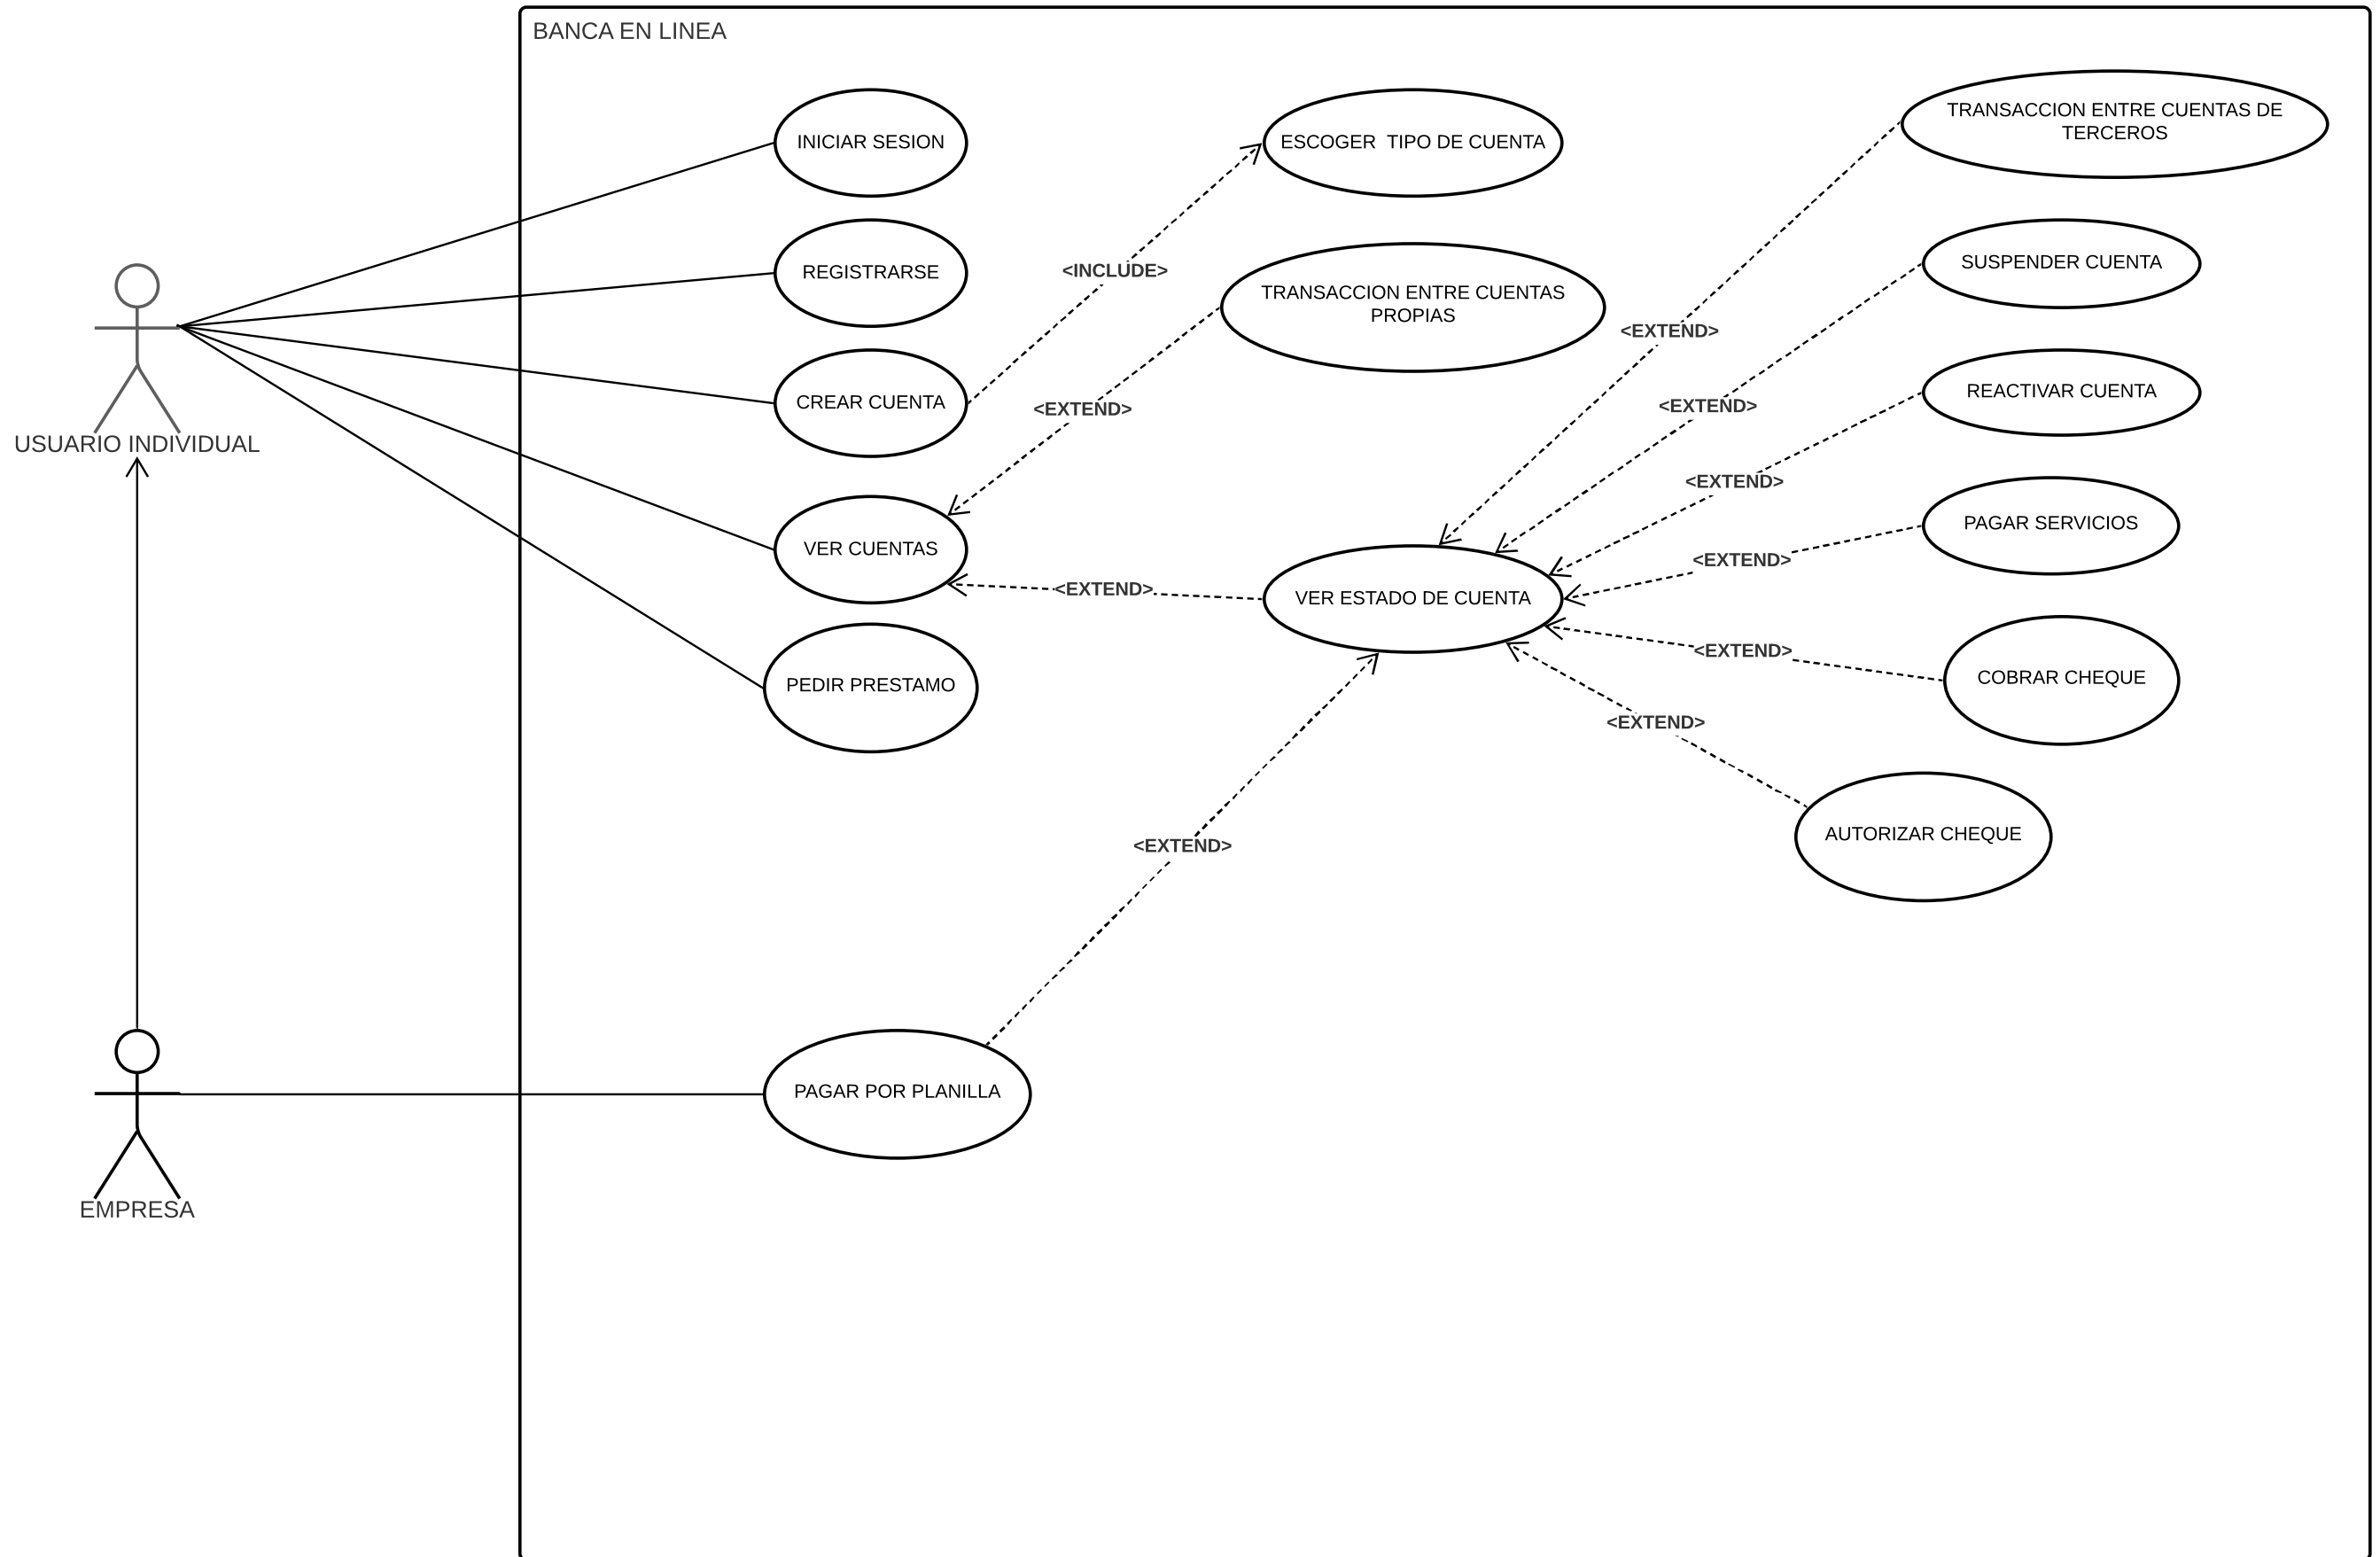 BANCA EN LINEA
TRANSACCION ENTRE CUENTAS DE
TERCEROS
INICIAR SESION
ESCOGER  TIPO DE CUENTA
SUSPENDER CUENTA
REGISTRARSE
<INCLUDE>
TRANSACCION ENTRE CUENTAS
PROPIAS
<EXTEND>
REACTIVAR CUENTA
CREAR CUENTA
<EXTEND>
<EXTEND>
USUARIO INDIVIDUAL
<EXTEND>
PAGAR SERVICIOS
VER CUENTAS
<EXTEND>
<EXTEND>
VER ESTADO DE CUENTA
<EXTEND>
COBRAR CHEQUE
PEDIR PRESTAMO
<EXTEND>
AUTORIZAR CHEQUE
<EXTEND>
PAGAR POR PLANILLA
EMPRESA